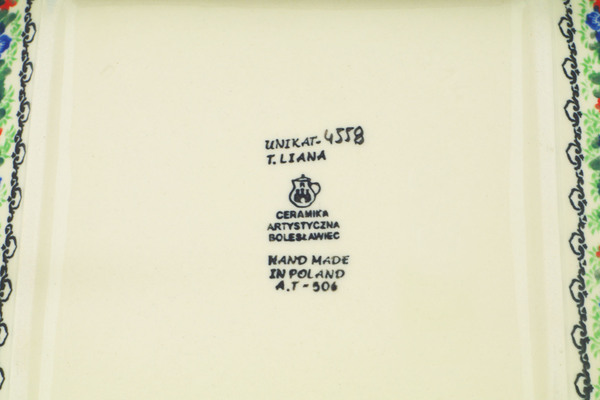 UNIKAT-4558
T. LIANA
CERAMIKA
ARTYSTYCZNA
BOLESŁAWIEC
HAND MADE
IN POLAND
A.T-506